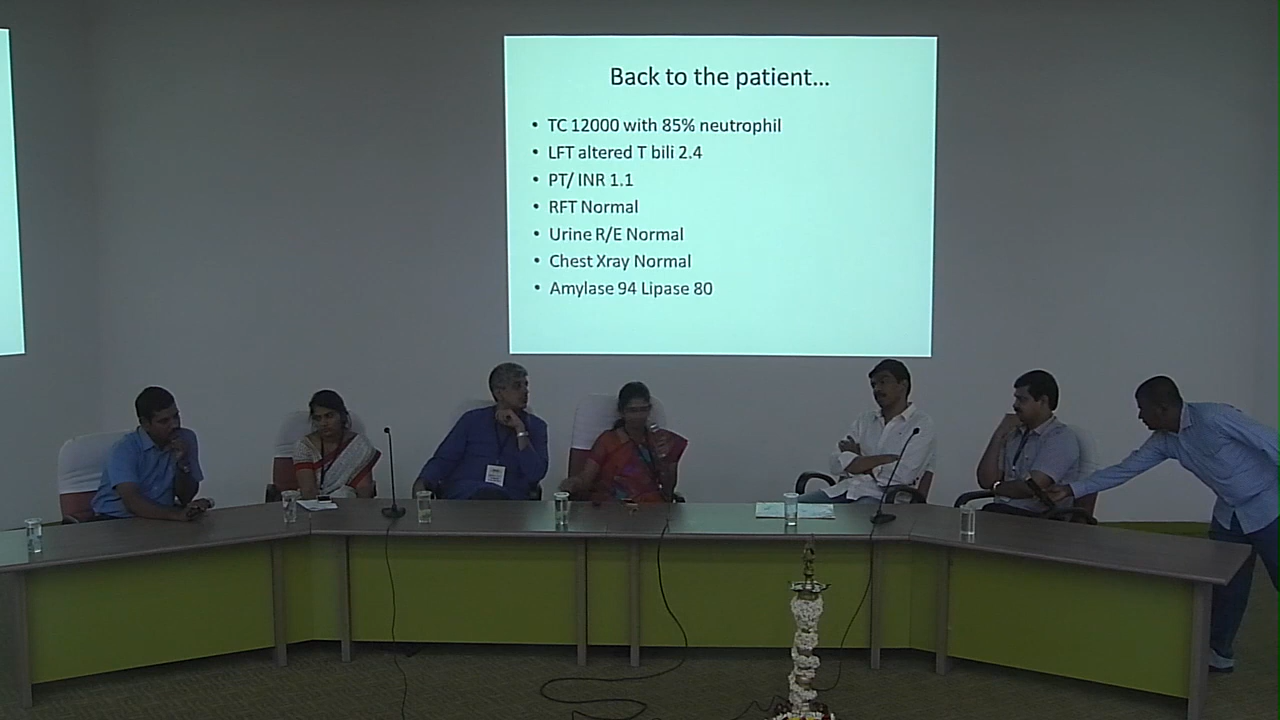 Back to the patient...
• TC 12000 with 85% neutrophil
• LFT altered T bili 2.4
• PT/ INR 1.1
• RFT Normal
• Urine R/E Normal
• Chest Xray Normal
• Amylase 94 Lipase 80